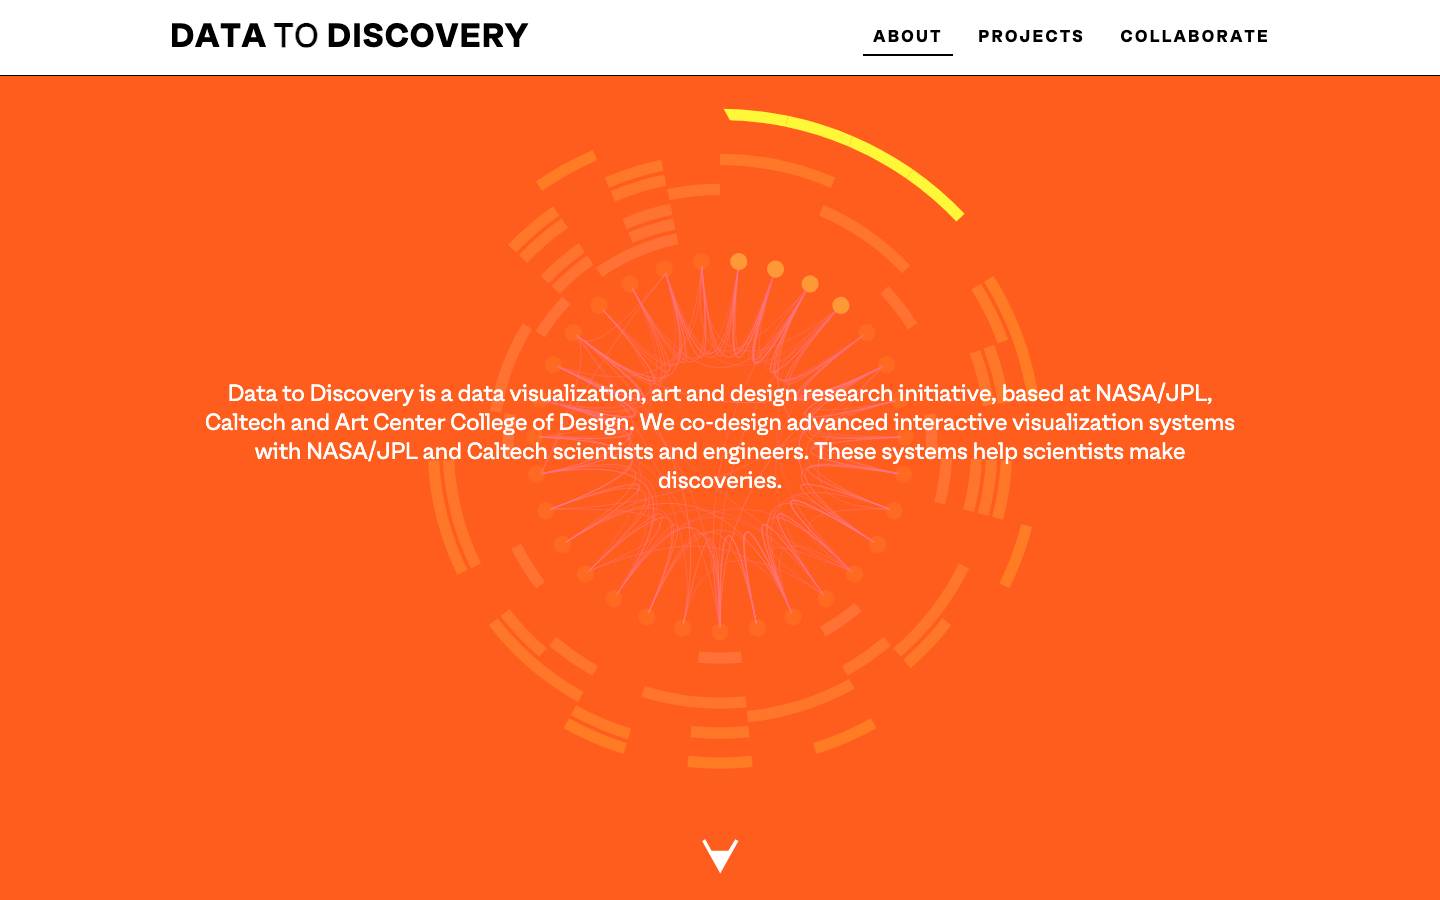 DATA TO DISCOVERY
ABOUT PROJECTS COLLABORATE
Data to Discovery is a data visualization, art and design research initiative, based at NASA/JPL,
Caltech and Art Center College of Design. We co-design advanced interactive visualization systems
with NASA/JPL and Caltech scientists and engineers. These systems help scientists make
discoveries.